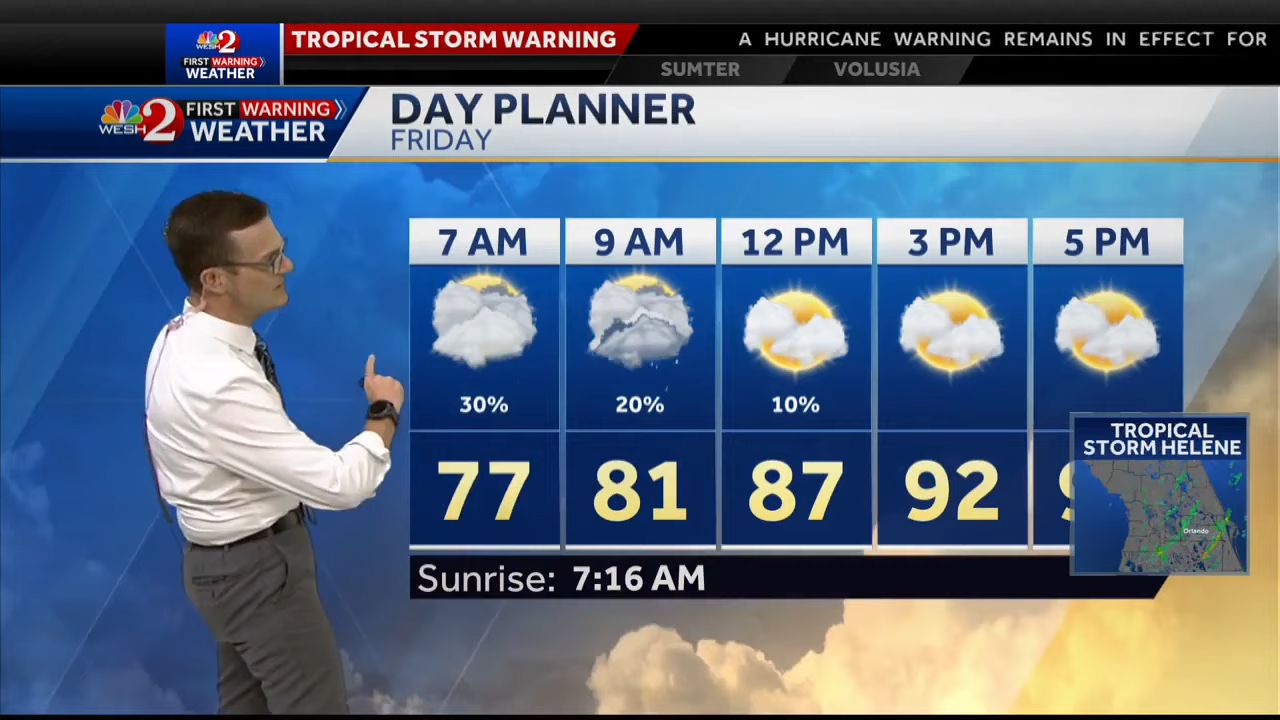 WESH 2
FIRST WARNING
WEATHER
TROPICAL STORM WARNING
A HURRICANE WARNING REMAINS IN EFFECT FOR
SUMTER VOLUSIA
WESH 2
FIRST WARNING
WEATHER
DAY PLANNER
FRIDAY
7 AM 9 AM 12 PM 3 PM 5 PM
30% 20% 10%
77 81 87 92
TROPICAL
STORM HELENE
Orlando
Sunrise: 7:16 AM